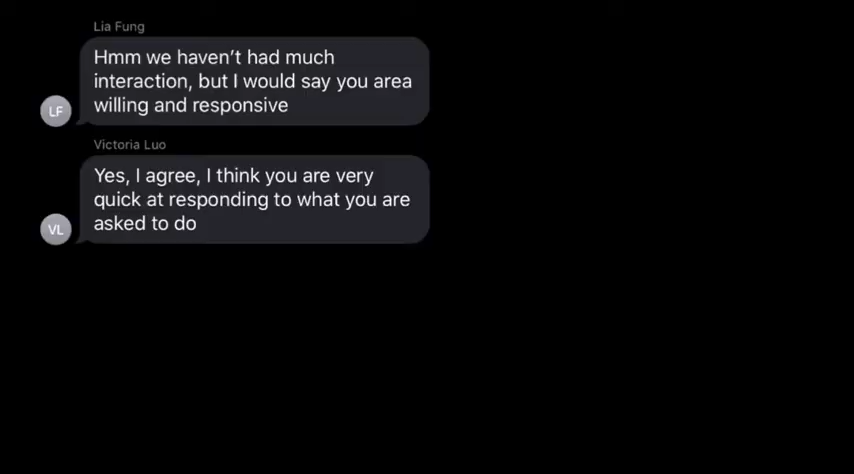 Lia Fung
Hmm we haven’t had much
interaction, but I would say you area
willing and responsive
LF
Victoria Luo
Yes, I agree, I think you are very
quick at responding to what you are
asked to do
VL